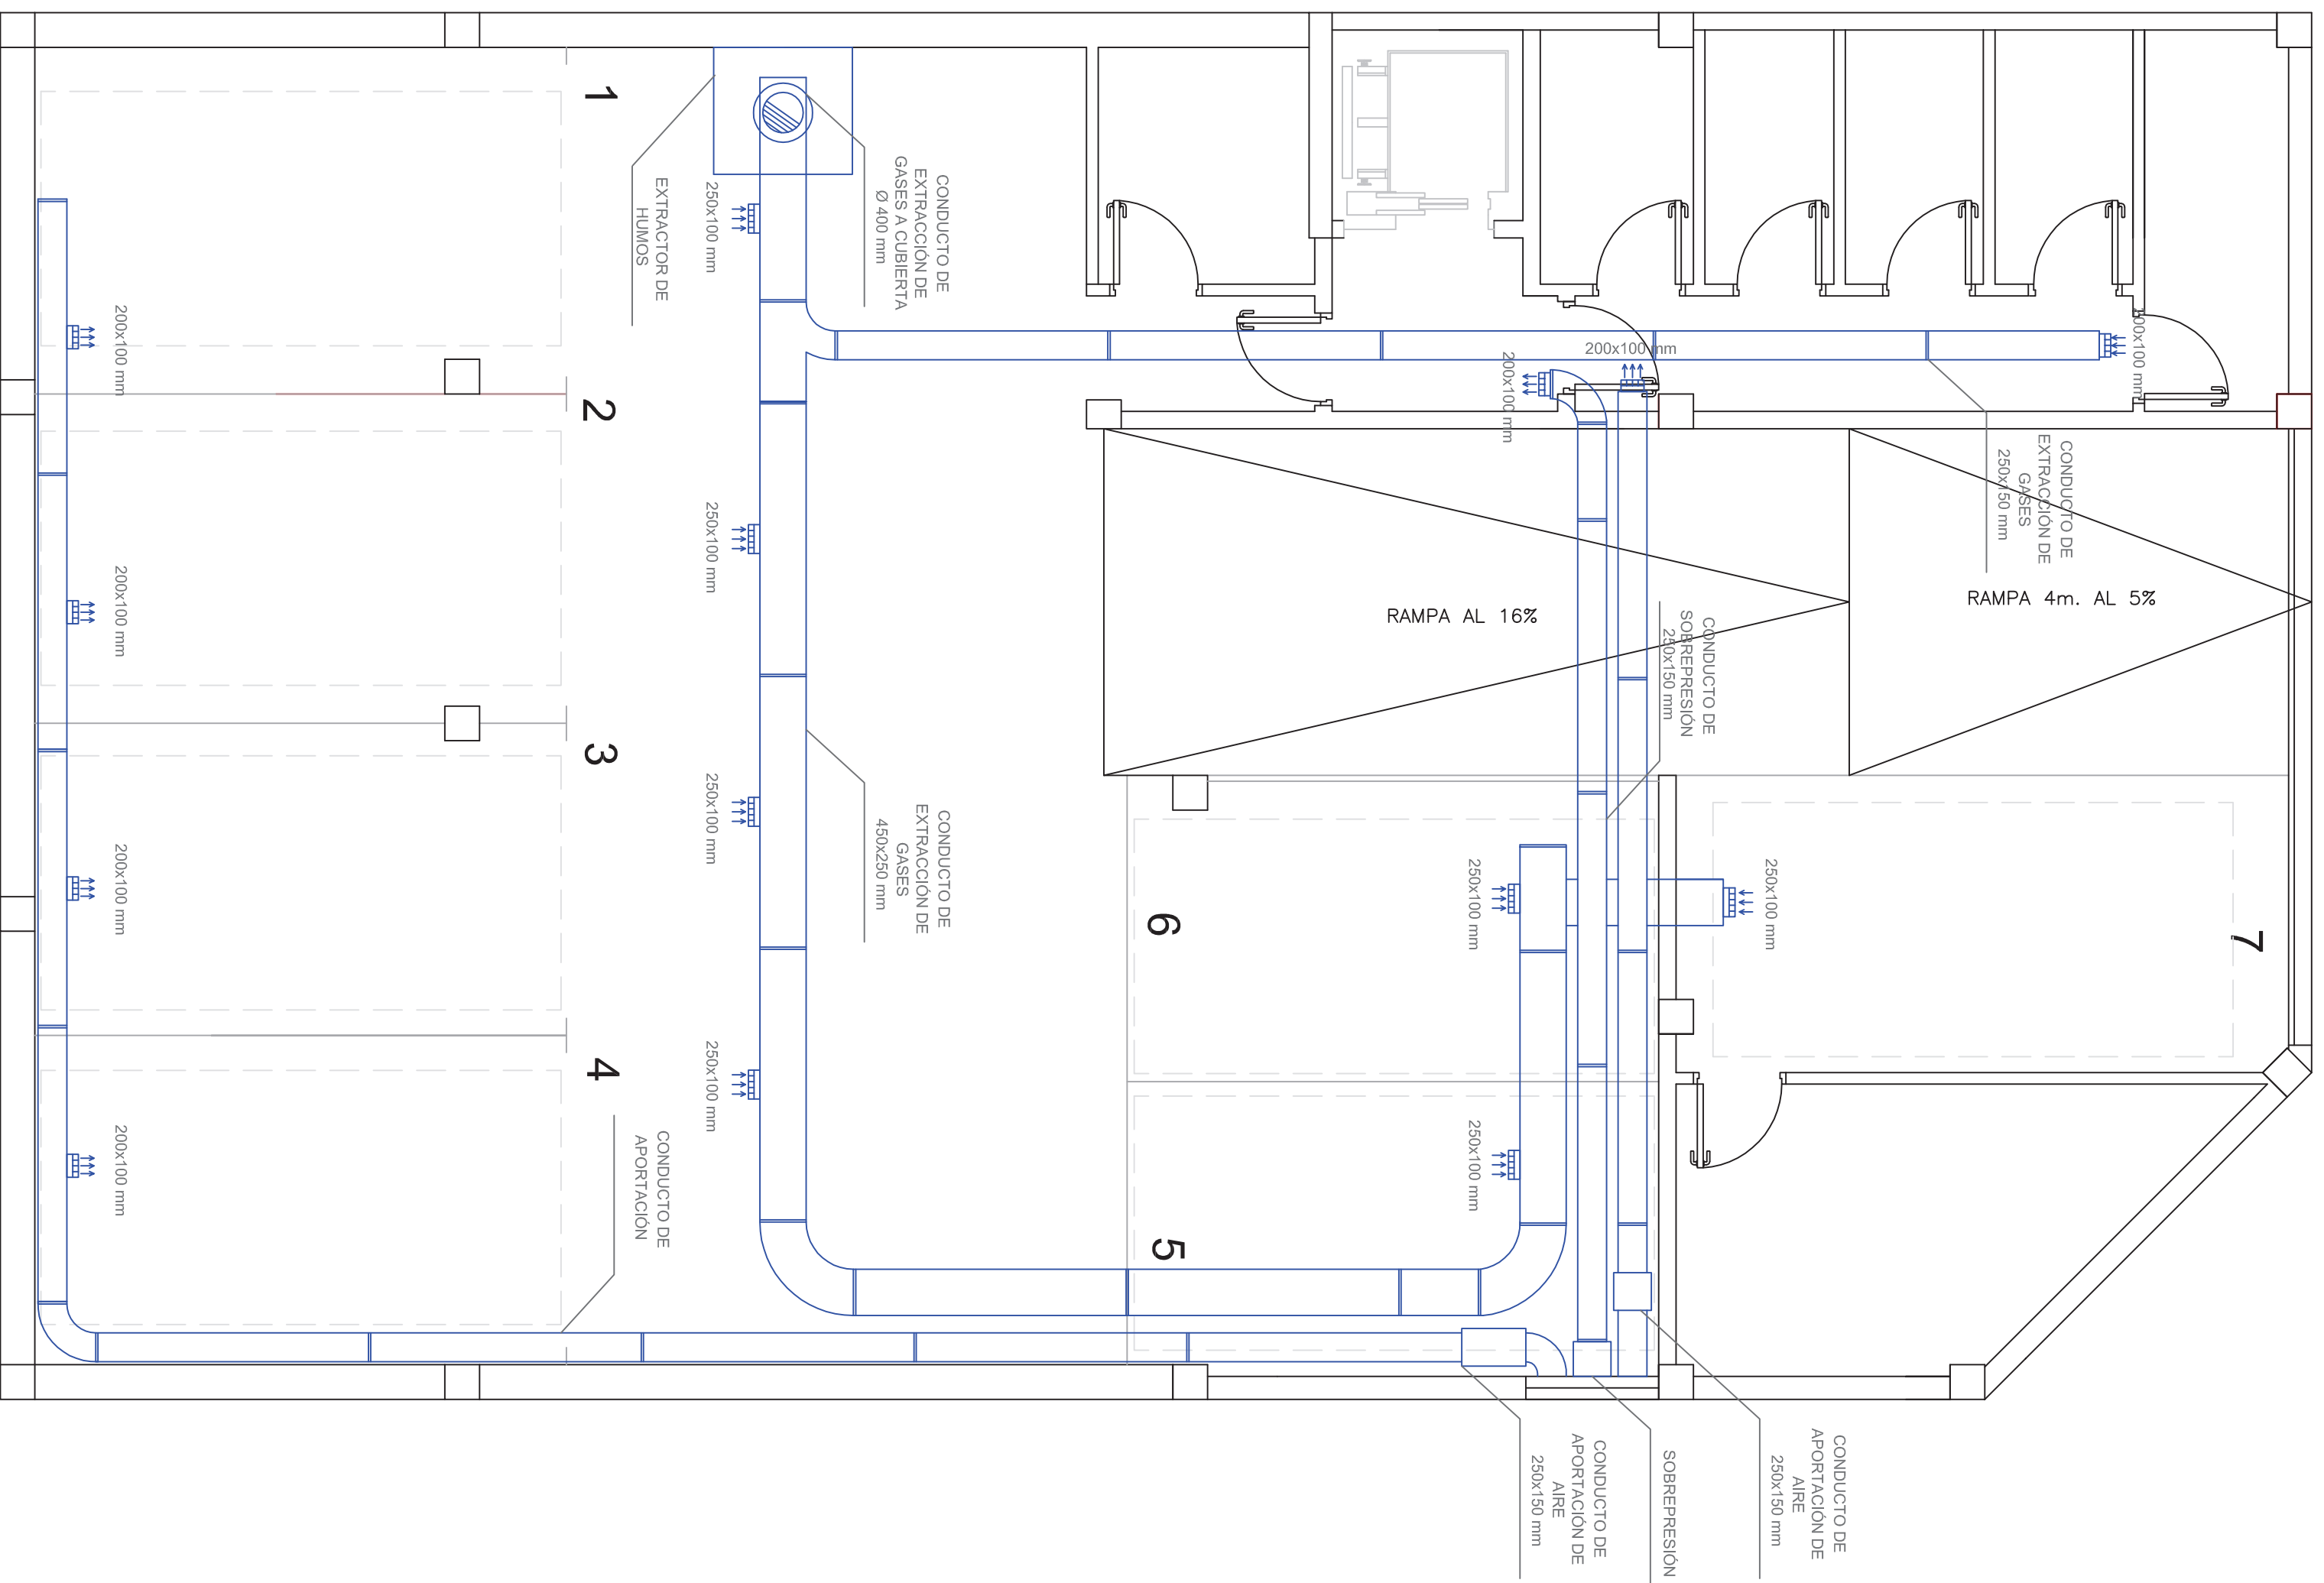 1
2
3
4
5
6
7
EXTRACTOR DE
HUMOS
CONDUCTO DE
EXTRACCIÓN DE
GASES A CUBIERTA
Ø 400 mm
250x100 mm
250x100 mm
250x100 mm
250x100 mm
200x100 mm
200x100 mm
200x100 mm
200x100 mm
CONDUCTO DE
APORTACIÓN
CONDUCTO DE
EXTRACCIÓN DE
GASES
450x250 mm
200x100 mm
200x100 mm
200x100 mm
CONDUCTO DE
EXTRACCIÓN DE
GASES
250x150 mm
RAMPA AL 16%
RAMPA 4m. AL 5%
CONDUCTO DE
SOBREPRESIÓN
250x150 mm
250x100 mm
250x100 mm
250x100 mm
CONDUCTO DE
APORTACIÓN DE
AIRE
250x150 mm
SOBREPRESIÓN
CONDUCTO DE
APORTACIÓN DE
AIRE
250x150 mm